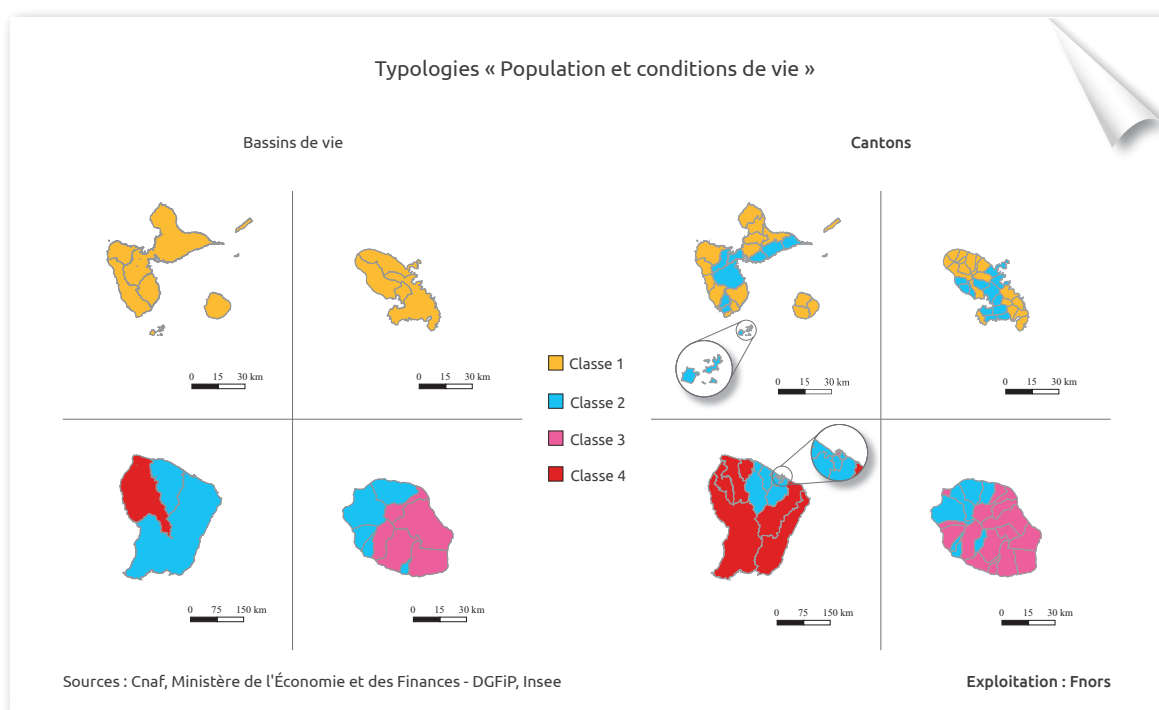 Typologies « Population et conditions de vie »
Bassins de vie
Cantons
0 15 30 km
0 15 30 km
0 15 30 km
0 15 30 km
Classe 1
Classe 2
Classe 3
Classe 4
0 75 150 km
0 15 30 km
0 75 150 km
0 15 30 km
Sources : Cnaf, Ministère de l'Économie et des Finances - DGFiP, Insee
Exploitation : Fnors